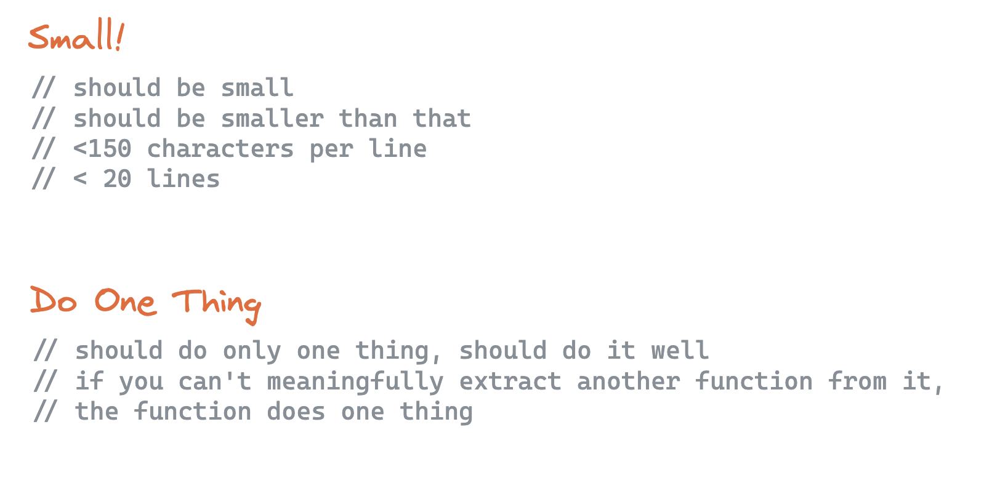 Small!
// should be small
// should be smaller than that
// <150 characters per line
// < 20 lines
Do One Thing
// should do only one thing, should do it well
// if you can't meaningfully extract another function from it,
// the function does one thing